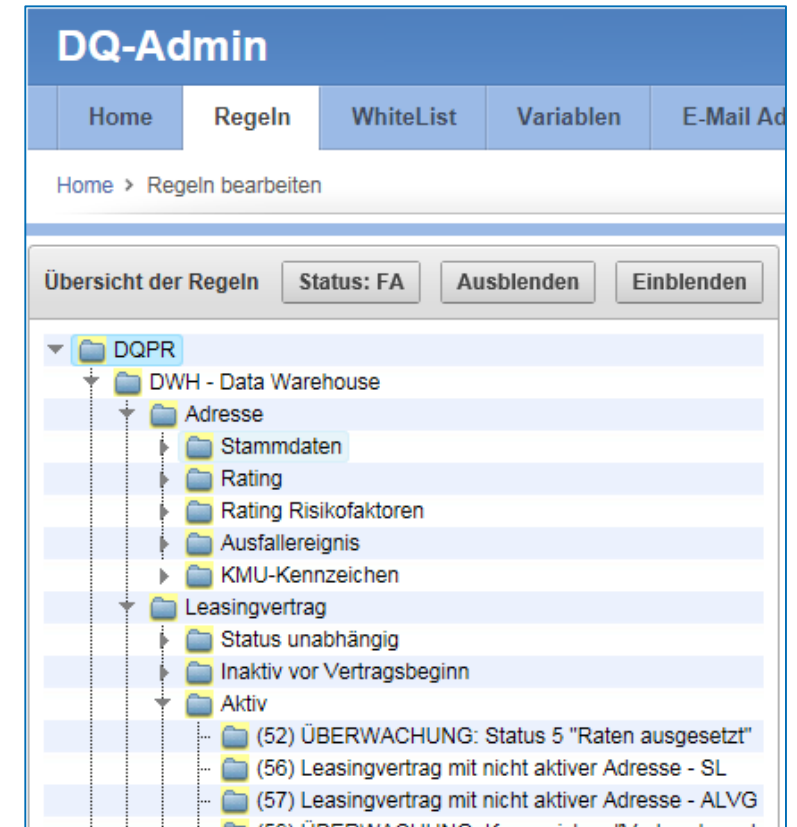 DQ-Admin
Home Regeln WhiteList Variablen E-Mail Ad
Home > Regeln bearbeiten
Übersicht der Regeln Status: FA Ausblenden Einblenden
DQPR
DWH - Data Warehouse
Adresse
Stammdaten
Rating
Rating Risikofaktoren
Ausfallereignis
KMU-Kennzeichen
Leasingvertrag
Status unabhängig
Inaktiv vor Vertragsbeginn
Aktiv
(52) ÜBERWACHUNG: Status 5 "Raten ausgesetzt"
(56) Leasingvertrag mit nicht aktiver Adresse - SL
(57) Leasingvertrag mit nicht aktiver Adresse - ALVG